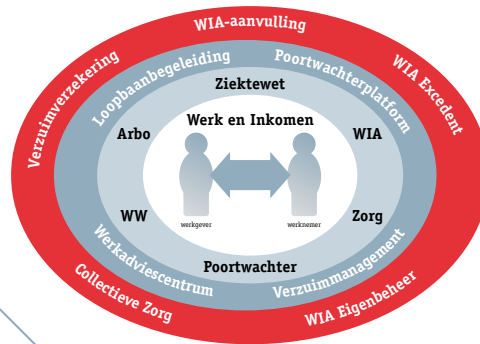 WIA-aanvulling
Verzuimverzekering
WIA Excedent
Loopbaanbegeleiding
Poortwachterplatform
Ziektewet
Arbo
Werk en Inkomen
WIA
werkgever
werknemer
WW
Zorg
Poortwachter
Werkadviescentrum
Verzuimmanagement
Collectieve Zorg
WIA Eigenbeheer